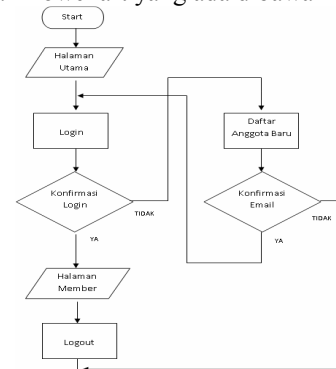 Start
Halaman
Utama
Login
Daftar
Anggota Baru
Konfirmasi
Login
TIDAK
Konfirmasi
Email
TIDAK
YA
YA
Halaman
Member
Logout